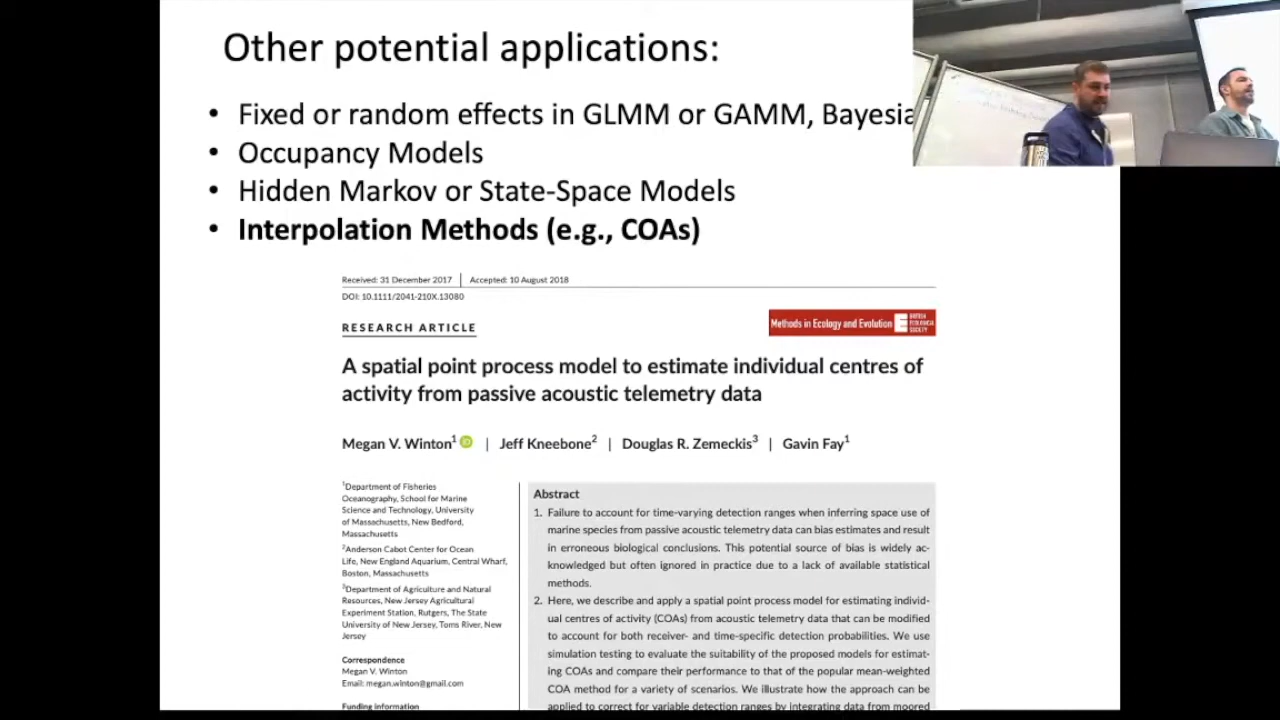 Other potential applications:
• Fixed or random effects in GLMM or GAMM, Bayesia
• Occupancy Models
• Hidden Markov or State-Space Models
• Interpolation Methods (e.g., COAs)
Received: 31 December 2017 | Accepted: 10 August 2018
DOI: 10.1111/2041-210X.13080
RESEARCH ARTICLE
Methods in Ecology and Evolution
BRITISH
ECOLOGICAL
SOCIETY
A spatial point process model to estimate individual centres of
activity from passive acoustic telemetry data
Megan V. Winton1 | Jeff Kneebone2 | Douglas R. Zemeckis3 | Gavin Fay1
1Department of Fisheries
Oceanography, School for Marine
Science and Technology, University
of Massachusetts, New Bedford,
Massachusetts
2Anderson Cabot Center for Ocean
Life, New England Aquarium, Central Wharf,
Boston, Massachusetts
3Department of Agriculture and Natural
Resources, New Jersey Agricultural
Experiment Station, Rutgers, The State
University of New Jersey, Toms River, New
Jersey
Correspondence
Megan V. Winton
Email: megan.winton@gmail.com
Funding information
Abstract
1. Failure to account for time-varying detection ranges when inferring space use of
marine species from passive acoustic telemetry data can bias estimates and result
in erroneous biological conclusions. This potential source of bias is widely ac-
knowledged but often ignored in practice due to a lack of available statistical
methods.
2. Here, we describe and apply a spatial point process model for estimating individ-
ual centres of activity (COAs) from acoustic telemetry data that can be modified
to account for both receiver- and time-specific detection probabilities. We use
simulation testing to evaluate the suitability of the proposed models for estimat-
ing COAs and compare their performance to that of the popular mean-weighted
COA method for a variety of scenarios. We illustrate how the approach can be
applied to correct for variable detection ranges by integrating data from moored